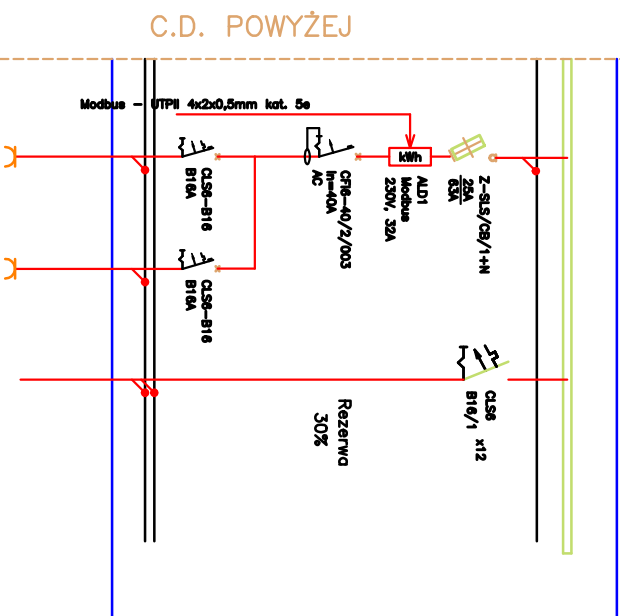 C.D. POWYŻEJ
Modbus - UTPll 4x2x0,5mm kat. 5e
CLS6-B16
B16A
CFI6-40/2/003
In=40A
AC
kWh
ALD1
Modbus
230V, 32A
Z-SLS/CB/1+N
25A
63A
CLS6-B16
B16A
CLS6
B16/1 x12
Rezerwa
30%